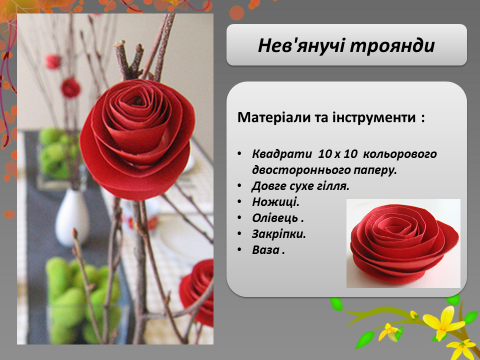 Нев'янучі троянди
Матеріали та інструменти :
• Квадрати 10 х 10 кольорового
двостороннього паперу.
• Довге сухе гілля.
• Ножиці.
• Олівець .
• Закріпки.
• Ваза .